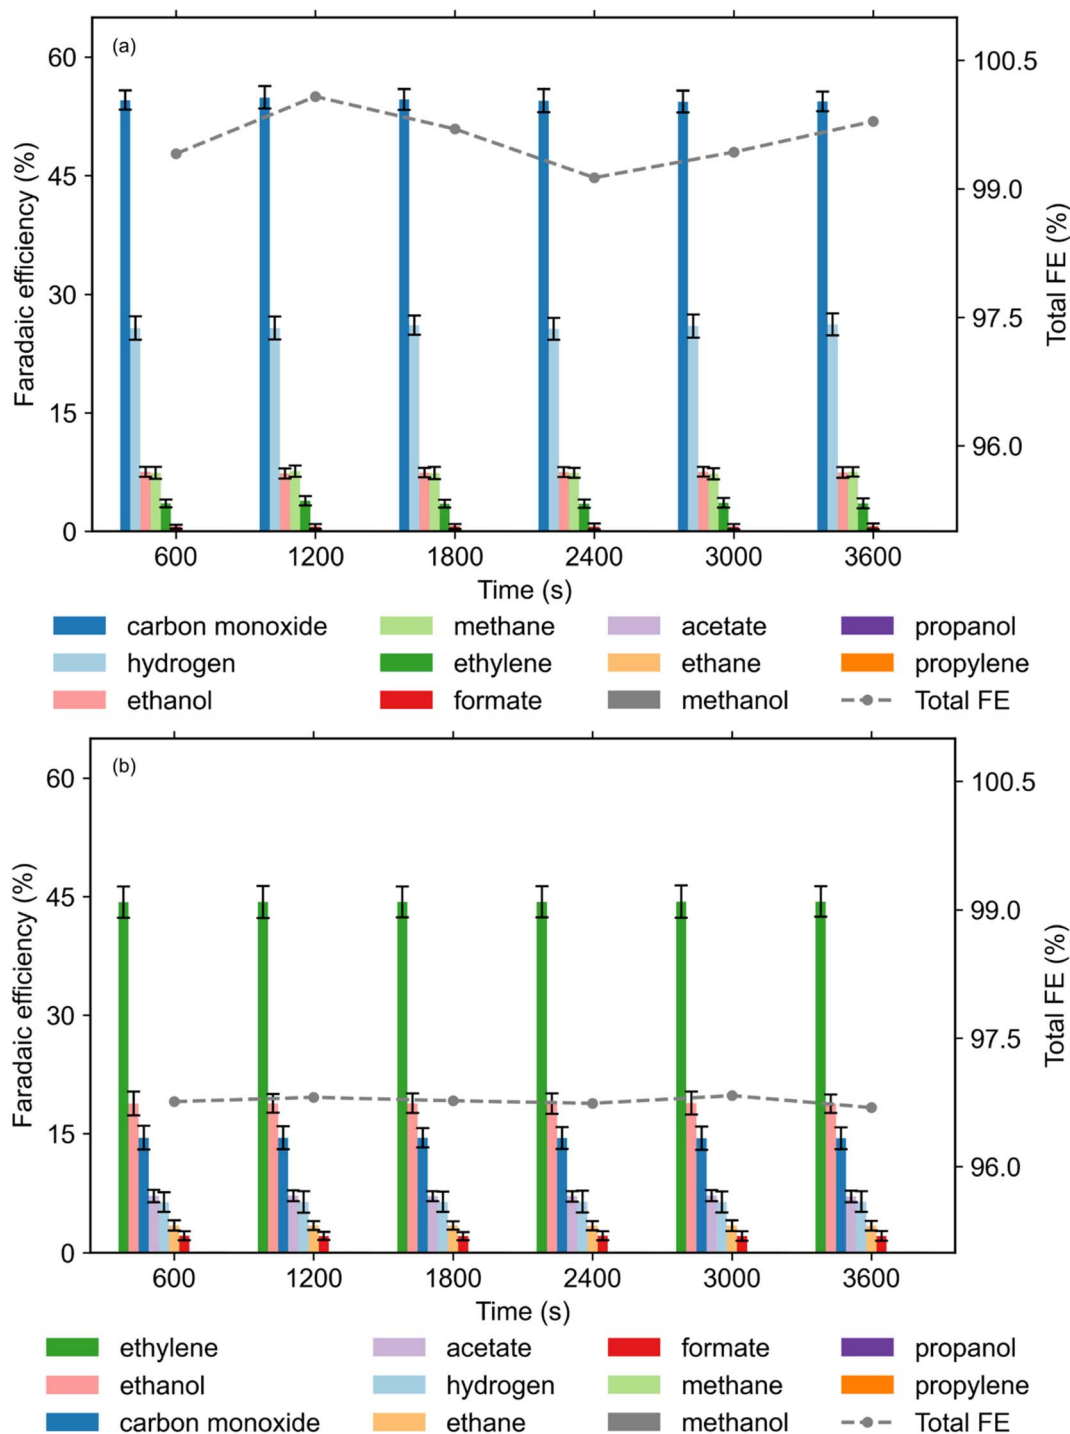 (a)
60
45
30
15
0
Faradaic efficiency (%)
100.5
99.0
97.5
96.0
Total FE (%)
600 1200 1800 2400 3000 3600
Time (s)
carbon monoxide methane acetate propanol
hydrogen ethylene ethane propylene
ethanol formate methanol Total FE
(b)
60
45
30
15
0
Faradaic efficiency (%)
100.5
99.0
97.5
96.0
Total FE (%)
600 1200 1800 2400 3000 3600
Time (s)
ethylene acetate formate propanol
ethanol hydrogen methane propylene
carbon monoxide ethane methanol Total FE